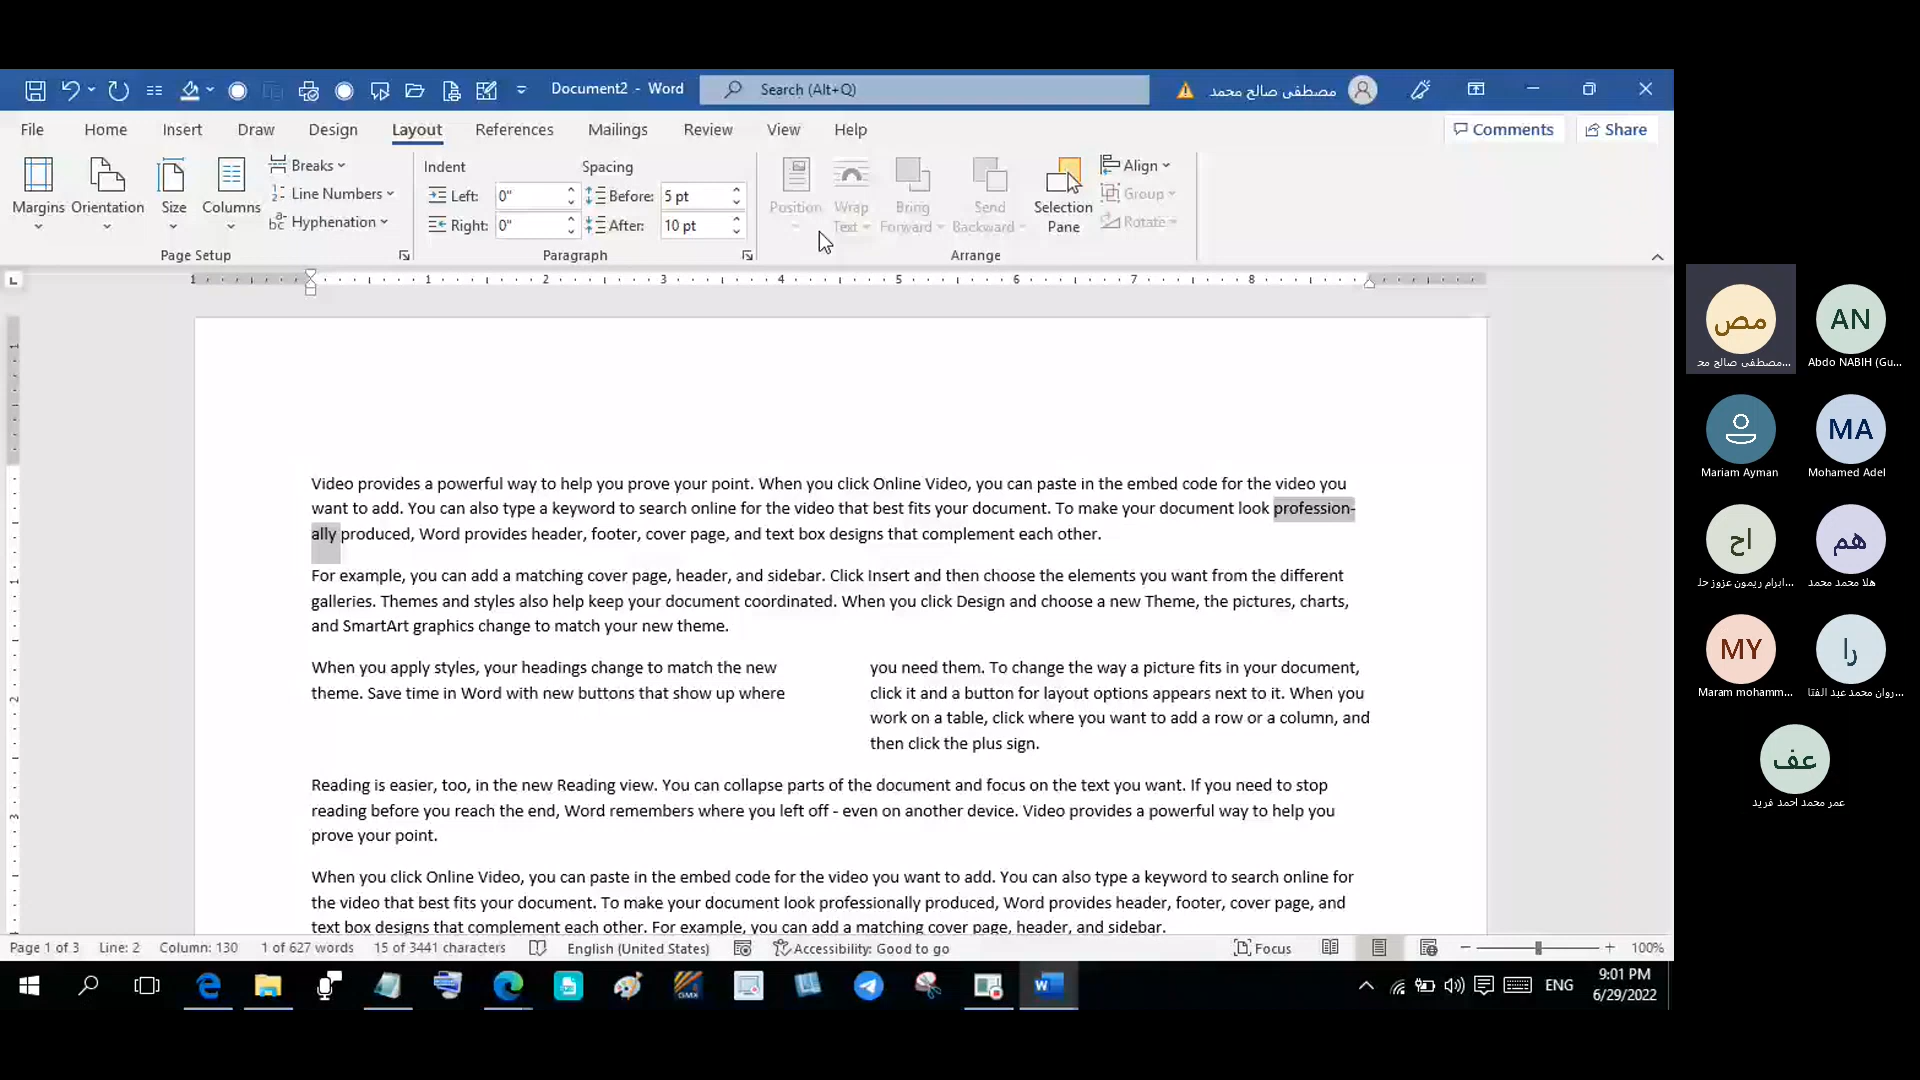 Document2 - Word
Search (Alt+Q)
مصطفى صالح محمد
File Home Insert Draw Design Layout References Mailings Review View Help
Comments Share
Margins Orientation Size Columns
Breaks
Line Numbers
Hyphenation
Page Setup
Indent
Left: 0"
Right: 0"
Spacing
Before: 5 pt
After: 10 pt
Paragraph
Position
Wrap
Text
Bring
Forward
Send
Backward
Selection
Pane
Align
Group
Rotate
Arrange
1 1 2 3 4 5 6 7 8
Video provides a powerful way to help you prove your point. When you click Online Video, you can paste in the embed code for the video you
want to add. You can also type a keyword to search online for the video that best fits your document. To make your document look profession-
ally produced, Word provides header, footer, cover page, and text box designs that complement each other.
For example, you can add a matching cover page, header, and sidebar. Click Insert and then choose the elements you want from the different
galleries. Themes and styles also help keep your document coordinated. When you click Design and choose a new Theme, the pictures, charts,
and SmartArt graphics change to match your new theme.
When you apply styles, your headings change to match the new
theme. Save time in Word with new buttons that show up where
you need them. To change the way a picture fits in your document,
click it and a button for layout options appears next to it. When you
work on a table, click where you want to add a row or a column, and
then click the plus sign.
Reading is easier, too, in the new Reading view. You can collapse parts of the document and focus on the text you want. If you need to stop
reading before you reach the end, Word remembers where you left off - even on another device. Video provides a powerful way to help you
prove your point.
When you click Online Video, you can paste in the embed code for the video you want to add. You can also type a keyword to search online for
the video that best fits your document. To make your document look professionally produced, Word provides header, footer, cover page, and
text box designs that complement each other. For example, you can add a matching cover page, header, and sidebar.
Page 1 of 3 Line: 2 Column: 130 1 of 627 words 15 of 3441 characters English (United States) Accessibility: Good to go Focus 100%
ENG
9:01 PM
6/29/2022
مص
مصطفى صالح مح...
AN
Abdo NABIH (Gu...
Mariam Ayman
MA
Mohamed Adel
اح
ابرام ريمون عزوز حل...
هم
هلا محمد محمد
MY
Maram mohamm...
را
روان محمد عبد الفتا...
عف
عمر محمد احمد فريد